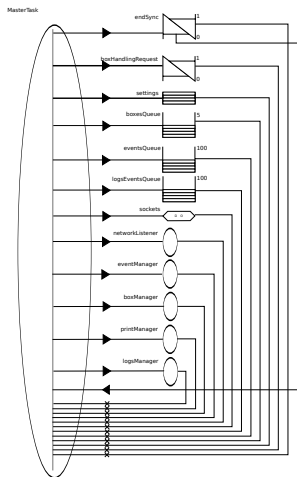 MasterTask
endSync
1
0
boxHandlingRequest
1
0
settings
boxesQueue
5
eventsQueue
100
logsEventsQueue
100
sockets
networkListener
eventManager
boxManager
printManager
logsManager